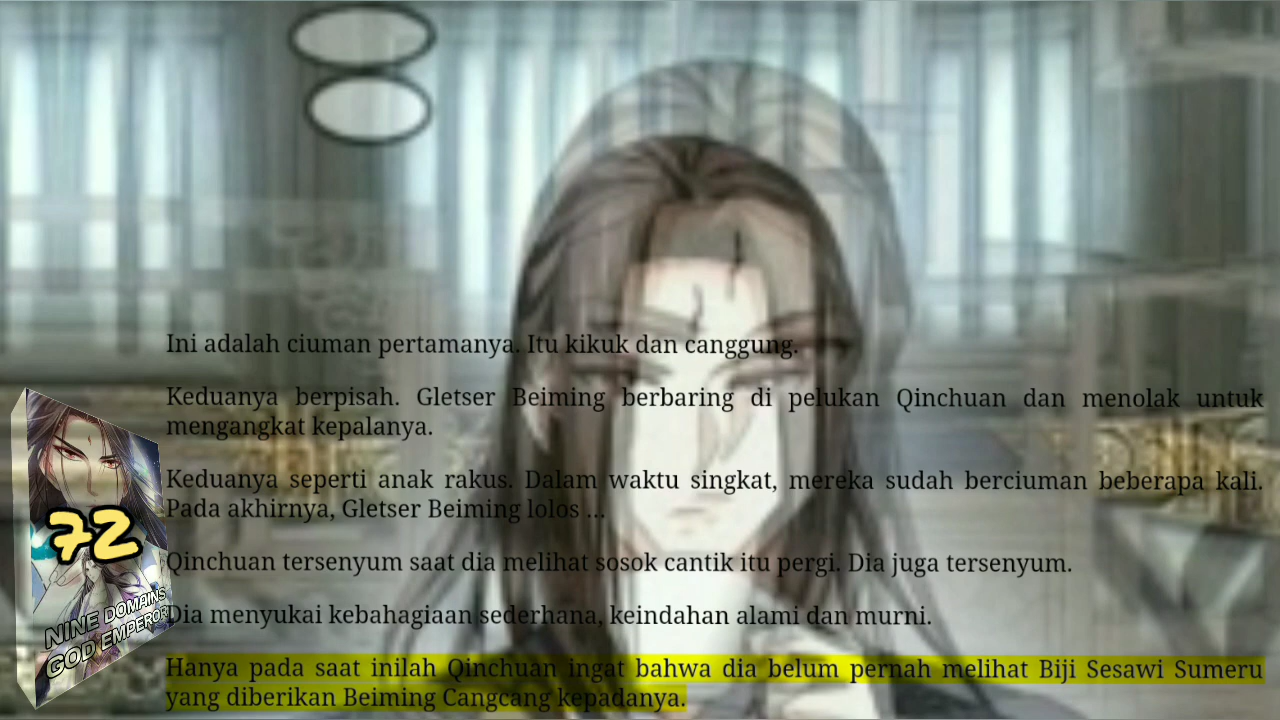 Ini adalah ciuman pertamanya. Itu kikuk dan canggung.
Keduanya berpisah. Gletser Beiming berbaring di pelukan Qinchuan dan menolak untuk
mengangkat kepalanya.
Keduanya seperti anak rakus. Dalam waktu singkat, mereka sudah berciuman beberapa kali.
Pada akhirnya, Gletser Beiming lolos ...
Qinchuan tersenyum saat dia melihat sosok cantik itu pergi. Dia juga tersenyum.
Dia menyukai kebahagiaan sederhana, keindahan alami dan murni.
Hanya pada saat inilah Qinchuan ingat bahwa dia belum pernah melihat Biji Sesawi Sumeru
yang diberikan Beiming Cangcang kepadanya.
72
NINE DOMAINS
GOD EMPEROR